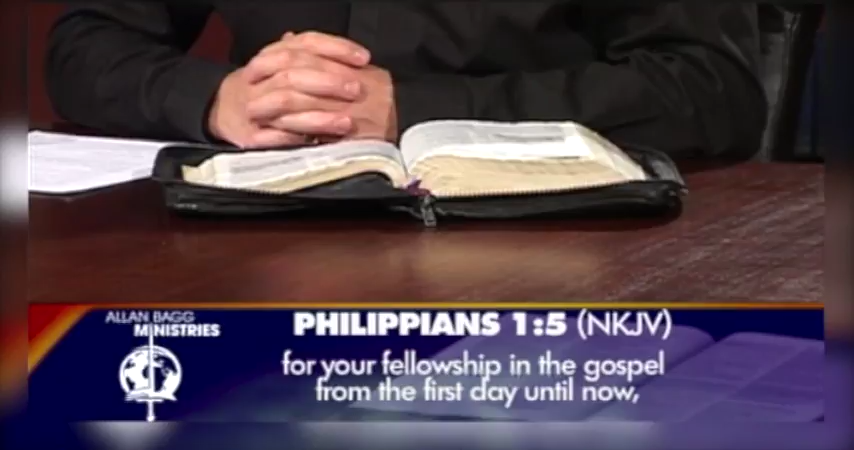 ALLAN BAGG
MINISTRIES
PHILIPPIANS 1:5 (NKJV)
for your fellowship in the gospel
from the first day until now,